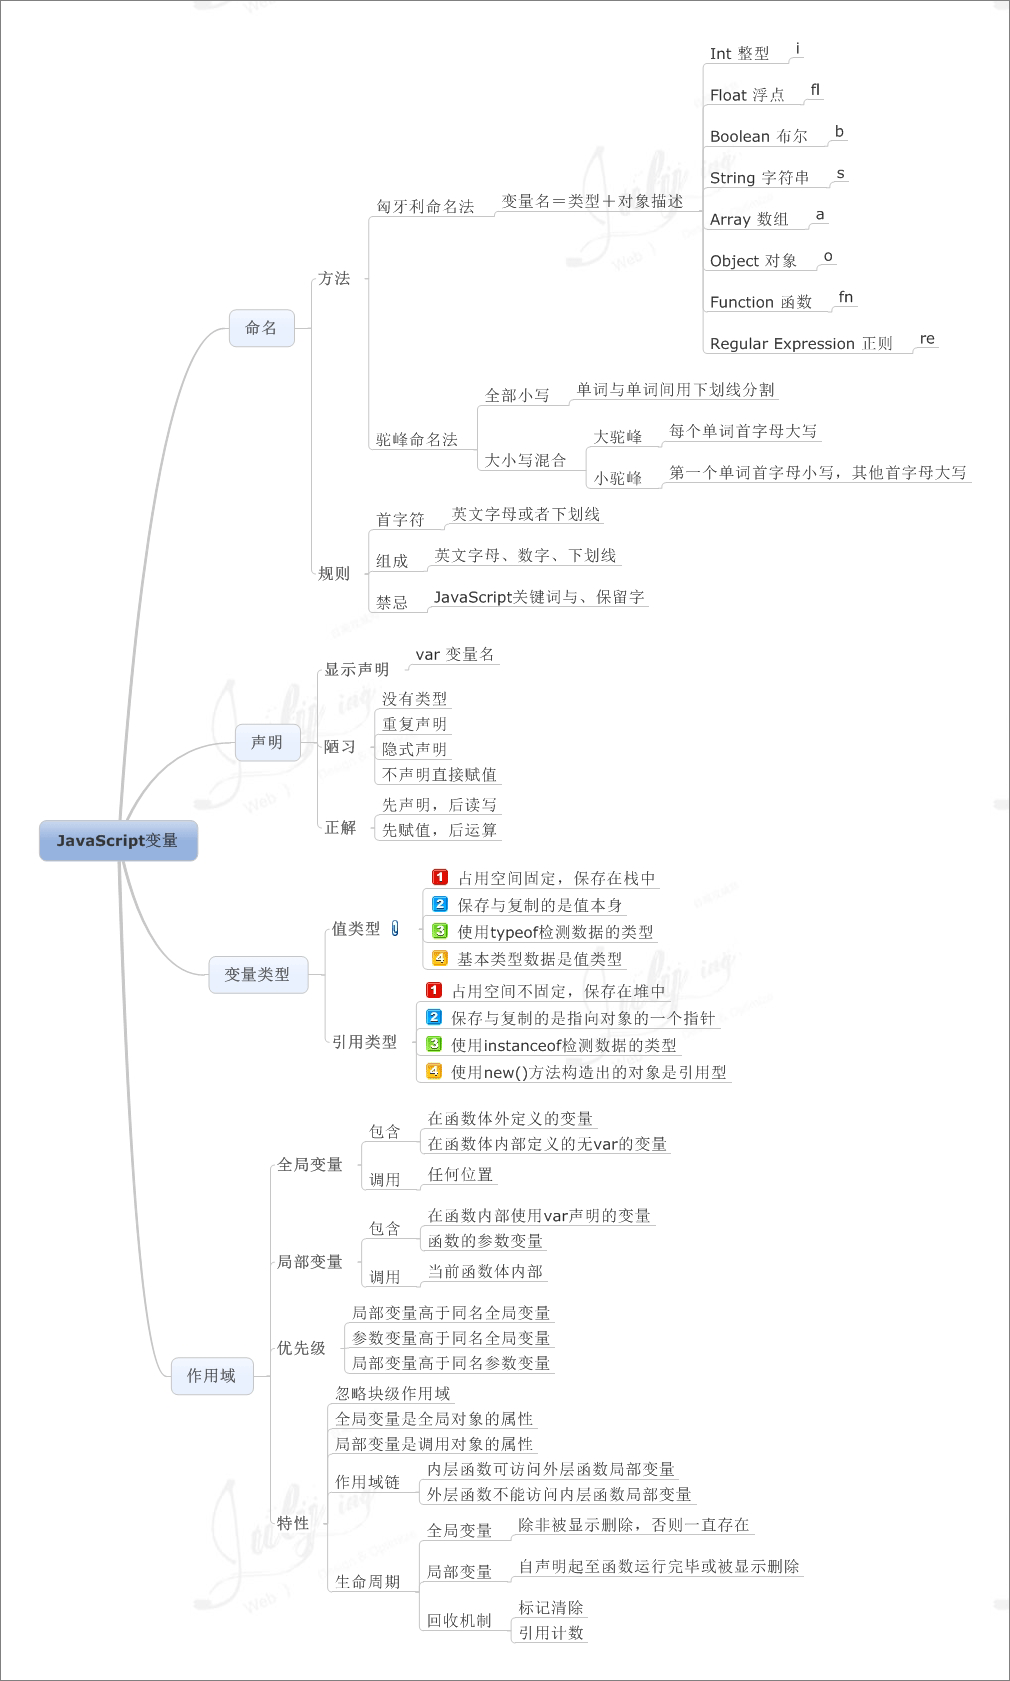 JavaScript变量
命名
方法
匈牙利命名法
变量名＝类型＋对象描述
Int 整型
i
Float 浮点
fl
Boolean 布尔
b
String 字符串
s
Array 数组
a
Object 对象
o
Function 函数
fn
Regular Expression 正则
re
驼峰命名法
全部小写
单词与单词间用下划线分割
大小写混合
大驼峰
每个单词首字母大写
小驼峰
第一个单词首字母小写，其他首字母大写
规则
首字符
英文字母或者下划线
组成
英文字母、数字、下划线
禁忌
JavaScript关键词与、保留字
声明
显示声明
var 变量名
陋习
没有类型
重复声明
隐式声明
不声明直接赋值
正解
先声明，后读写
先赋值，后运算
变量类型
值类型
1 占用空间固定，保存在栈中
2 保存与复制的是值本身
3 使用typeof检测数据的类型
4 基本类型数据是值类型
引用类型
1 占用空间不固定，保存在堆中
2 保存与复制的是指向对象的一个指针
3 使用instanceof检测数据的类型
4 使用new()方法构造出的对象是引用型
作用域
全局变量
包含
在函数体外定义的变量
在函数体内部定义的无var的变量
调用
任何位置
局部变量
包含
在函数内部使用var声明的变量
函数的参数变量
调用
当前函数体内部
优先级
局部变量高于同名全局变量
参数变量高于同名全局变量
局部变量高于同名参数变量
特性
忽略块级作用域
全局变量是全局对象的属性
局部变量是调用对象的属性
作用域链
内层函数可访问外层函数局部变量
外层函数不能访问内层函数局部变量
生命周期
全局变量
除非被显示删除，否则一直存在
局部变量
自声明起至函数运行完毕或被显示删除
回收机制
标记清除
引用计数